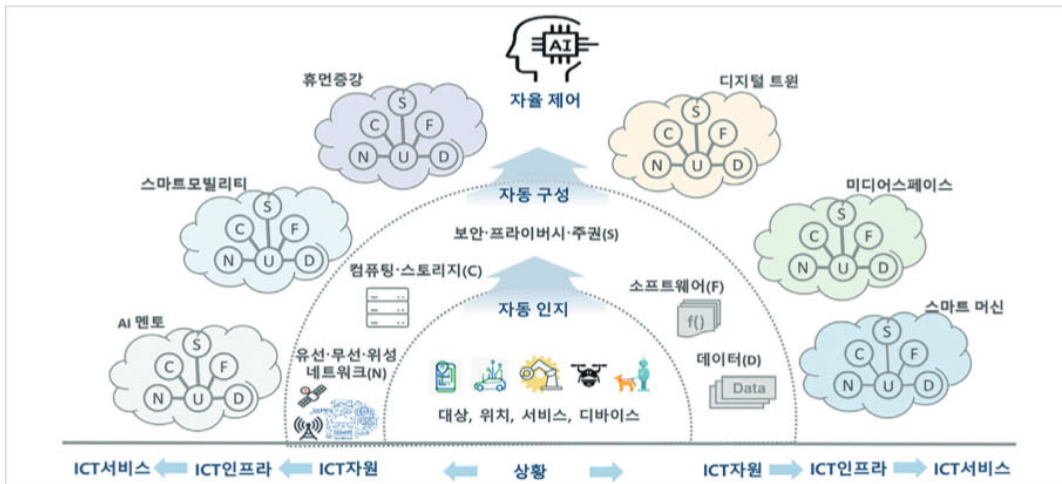 AI
자율 제어
휴먼증강
S
C
F
N
U
D
디지털 트윈
S
C
F
N
U
D
스마트모빌리티
S
C
F
N
U
D
미디어스페이스
S
C
F
N
U
D
AI 멘토
S
C
F
N
U
D
스마트 머신
S
C
F
N
U
D
자동 구성
보안·프라이버시·주권(S)
컴퓨팅·스토리지(C)
소프트웨어(F)
f()
자동 인지
유선·무선·위성
네트워크(N)
데이터(D)
Data
대상, 위치, 서비스, 디바이스
ICT서비스 ICT인프라 ICT자원 상황 ICT자원 ICT인프라 ICT서비스